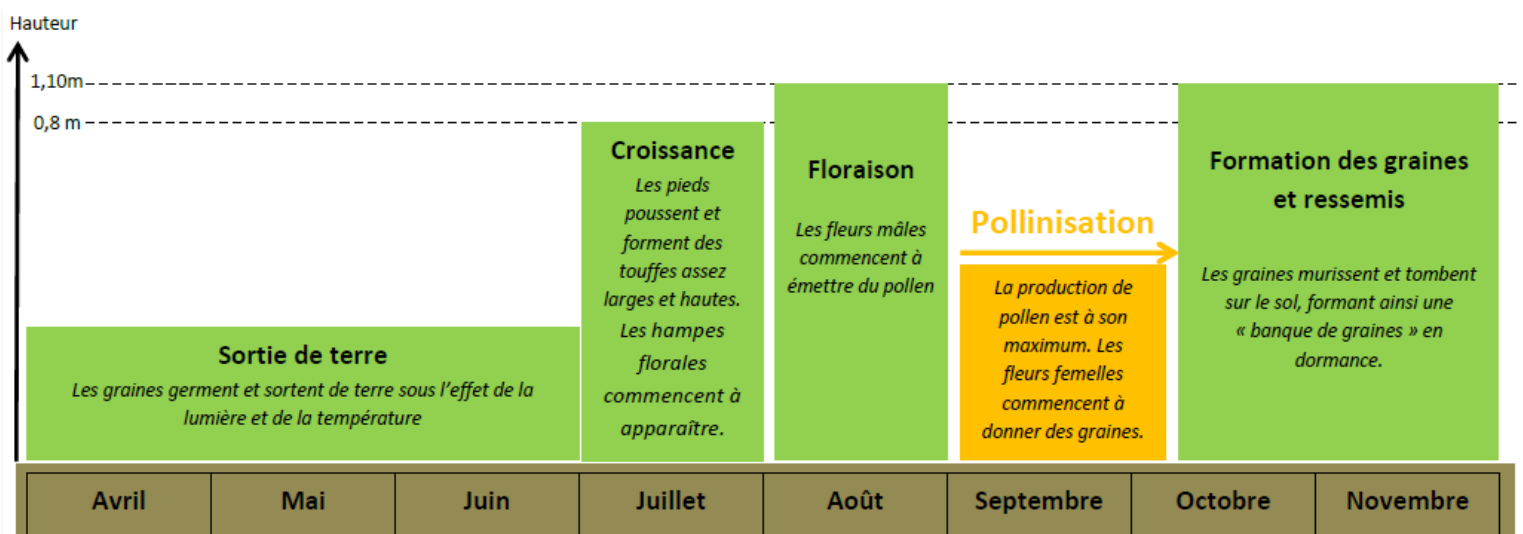 Hauteur
1,10m
0,8 m
Sortie de terre
Les graines germent et sortent de terre sous l'effet de la
lumière et de la température
Croissance
Les pieds
poussent et
forment des
touffes assez
larges et hautes.
Les hampes
florales
commencent à
apparaître.
Floraison
Les fleurs mâles
commencent à
émettre du pollen
Pollinisation
La production de
pollen est à son
maximum. Les
fleurs femelles
commencent à
donner des graines.
Formation des graines
et ressemis
Les graines murissent et tombent
sur le sol, formant ainsi une
« banque de graines » en
dormance.
Avril Mai Juin Juillet Août Septembre Octobre Novembre